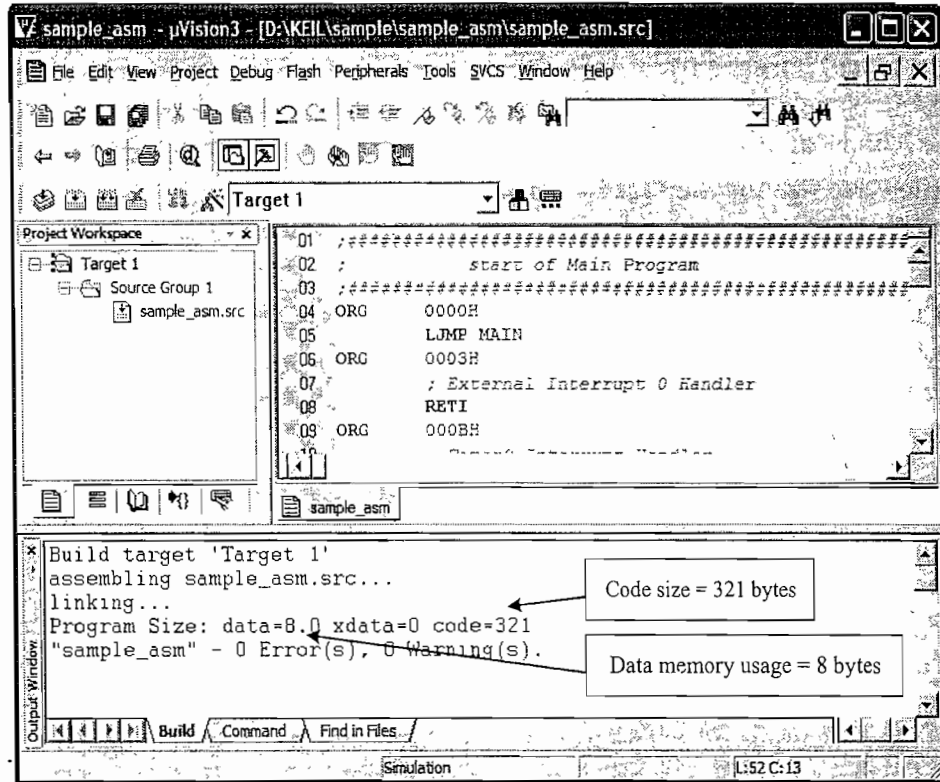 sample_asm - µVision3 - [D:\KEIL\sample\sample_asm\sample_asm.src]
File Edit View Project Debug Flash Peripherals Tools SVCS Window Help
Target 1
Project Workspace
Target 1
Source Group 1
sample_asm.src
01 ;##########################################
02 ; start of Main Program
03 ;##########################################
04 ORG 0000H
05 LJMP MAIN
06 ORG 0003H
07 ; External Interrupt 0 Handler
08 RETI
09 ORG 000BH
sample_asm
Build target 'Target 1'
assembling sample_asm.src...
linking...
Program Size: data=8.0 xdata=0 code=321
"sample_asm" - 0 Error(s), 0 Warning(s).
Code size = 321 bytes
Data memory usage = 8 bytes
Output Window
Build Command Find in Files
Simulation L:52 C:13